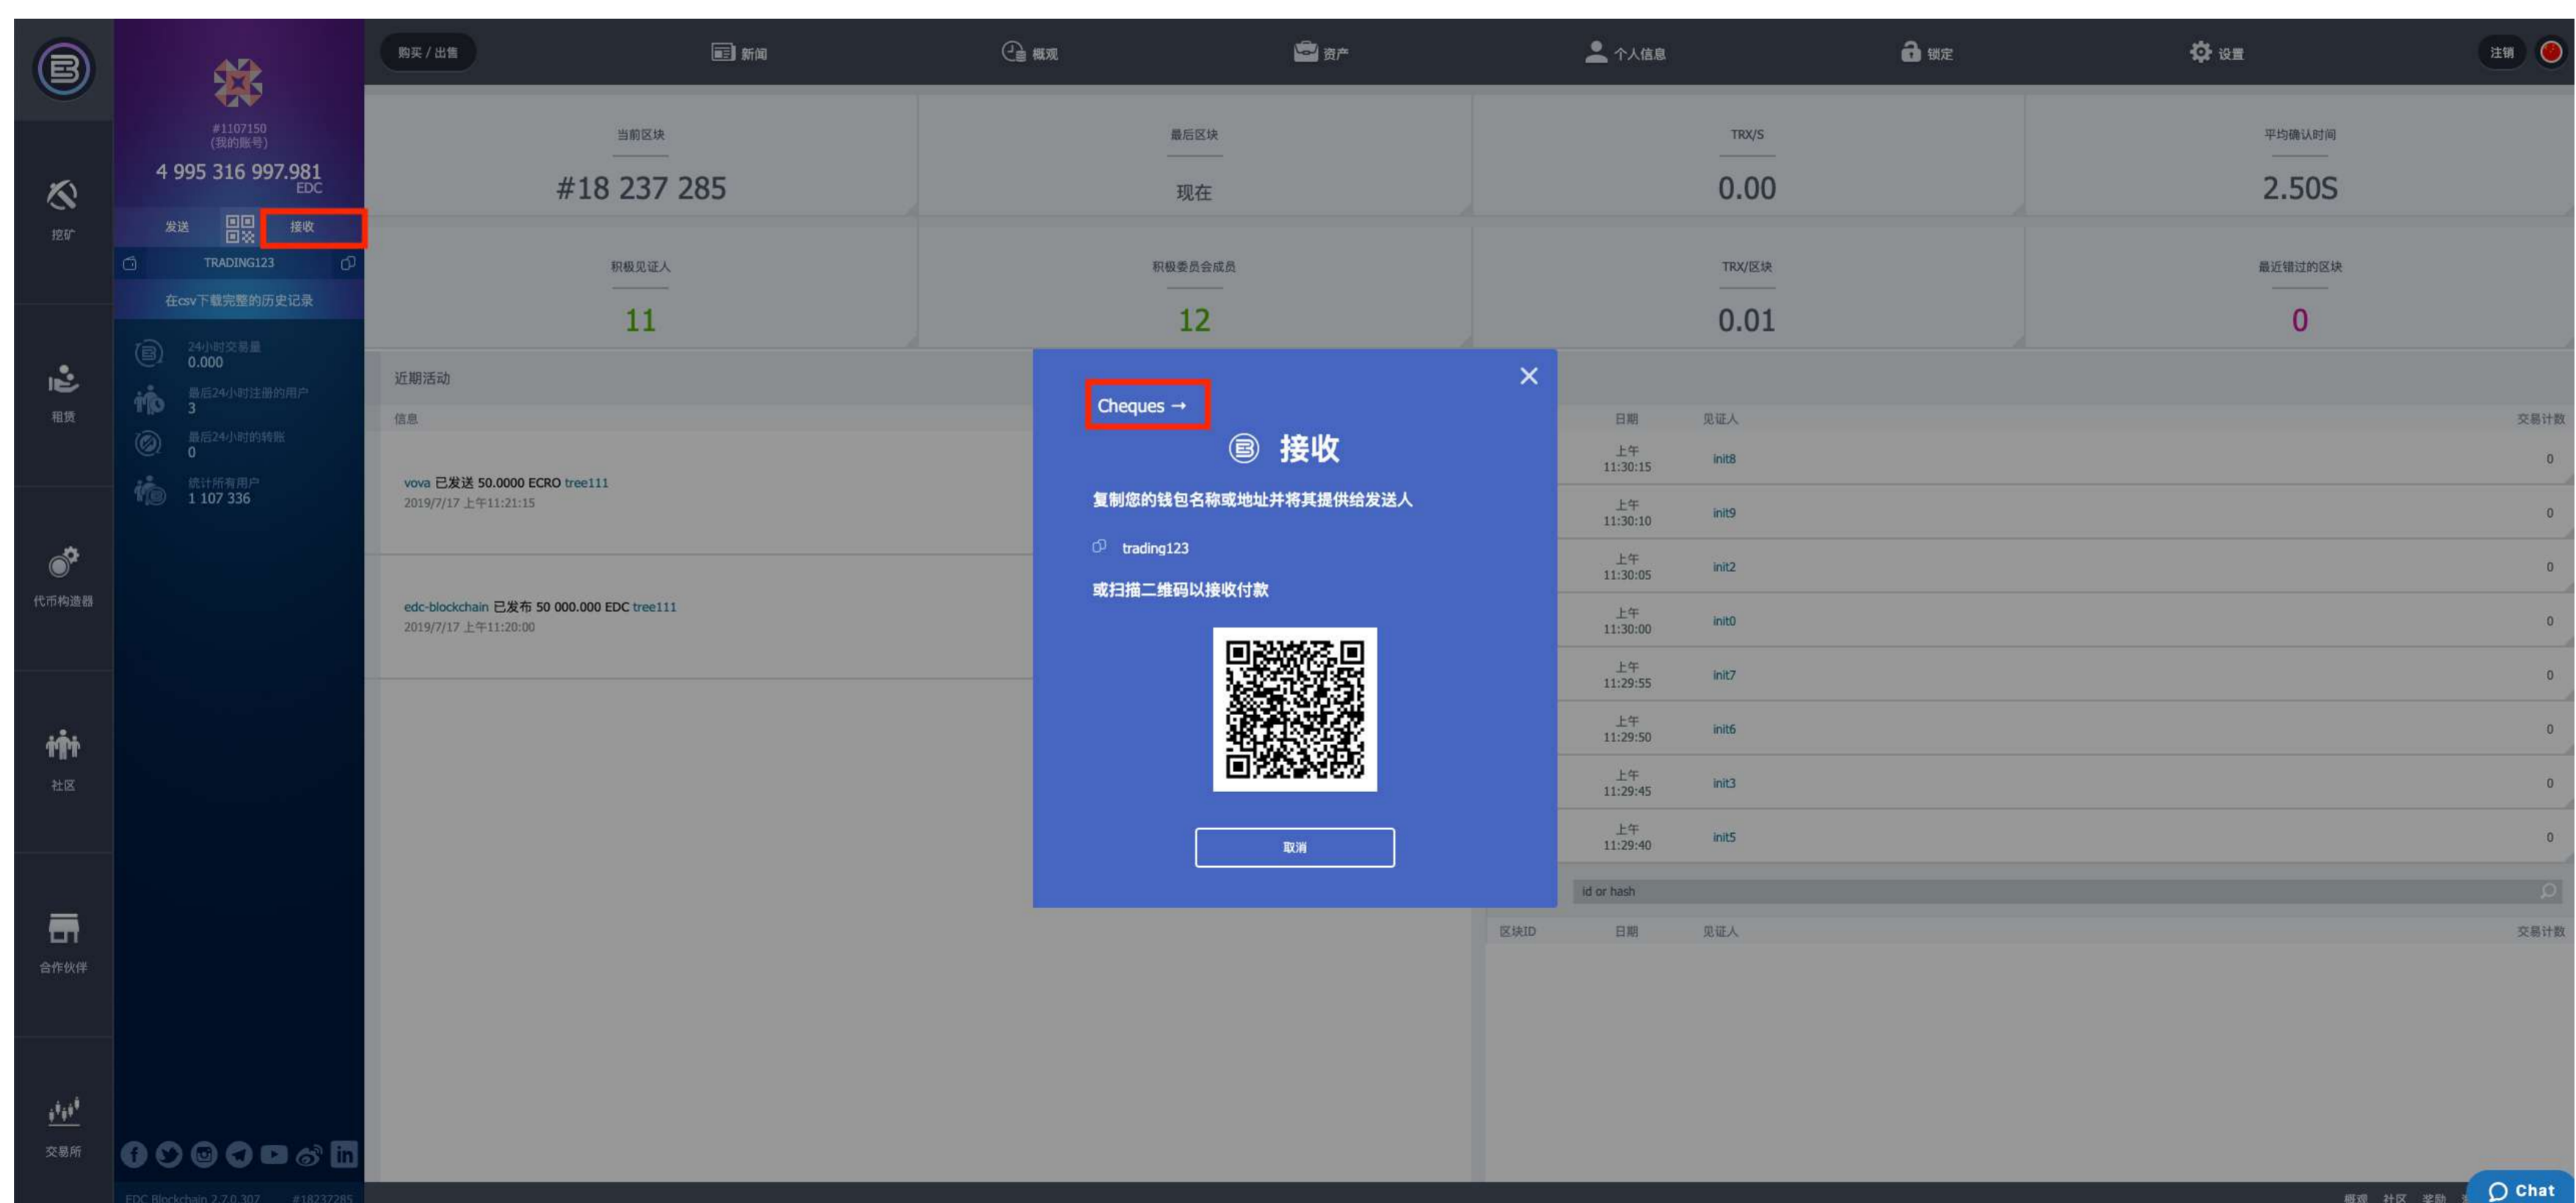 购买 / 出售
新闻
概观
资产
个人信息
锁定
设置
注销
#1107150
(我的账号)
4 995 316 997.981
EDC
发送
接收
TRADING123
在csv下载完整的历史记录
24小时交易量
0.000
最后24小时注册的用户
3
最后24小时的转账
0
统计所有用户
1 107 336
挖矿
租赁
代币构造器
社区
合作伙伴
交易所
EDC Blockchain 2.7.0.307 #18237285
当前区块
#18 237 285
最后区块
现在
TRX/S
0.00
平均确认时间
2.50S
积极见证人
11
积极委员会成员
12
TRX/区块
0.01
最近错过的区块
0
近期活动
信息
vova 已发送 50.0000 ECRO tree111
2019/7/17 上午11:21:15
edc-blockchain 已发布 50 000.000 EDC tree111
2019/7/17 上午11:20:00
Cheques →
接收
复制您的钱包名称或地址并将其提供给发送人
trading123
或扫描二维码以接收付款
取消
日期 见证人 交易计数
上午
11:30:15 init8 0
上午
11:30:10 init9 0
上午
11:30:05 init2 0
上午
11:30:00 init0 0
上午
11:29:55 init7 0
上午
11:29:50 init6 0
上午
11:29:45 init3 0
上午
11:29:40 init5 0
id or hash
区块ID 日期 见证人 交易计数
概观 社区 奖励
Chat